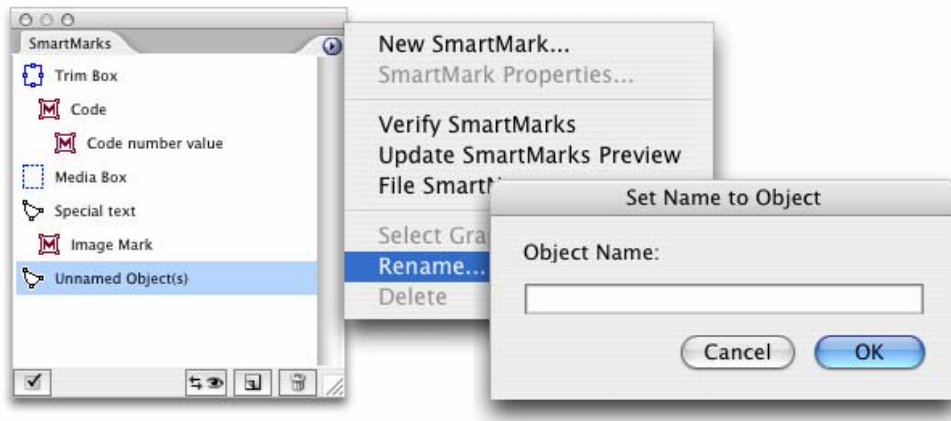 SmartMarks
Trim Box
Code
Code number value
Media Box
Special text
Image Mark
Unnamed Object(s)
New SmartMark...
SmartMark Properties...
Verify SmartMarks
Update SmartMarks Preview
File
Select
Rename...
Delete
Set Name to Object
Object Name:
Cancel
OK